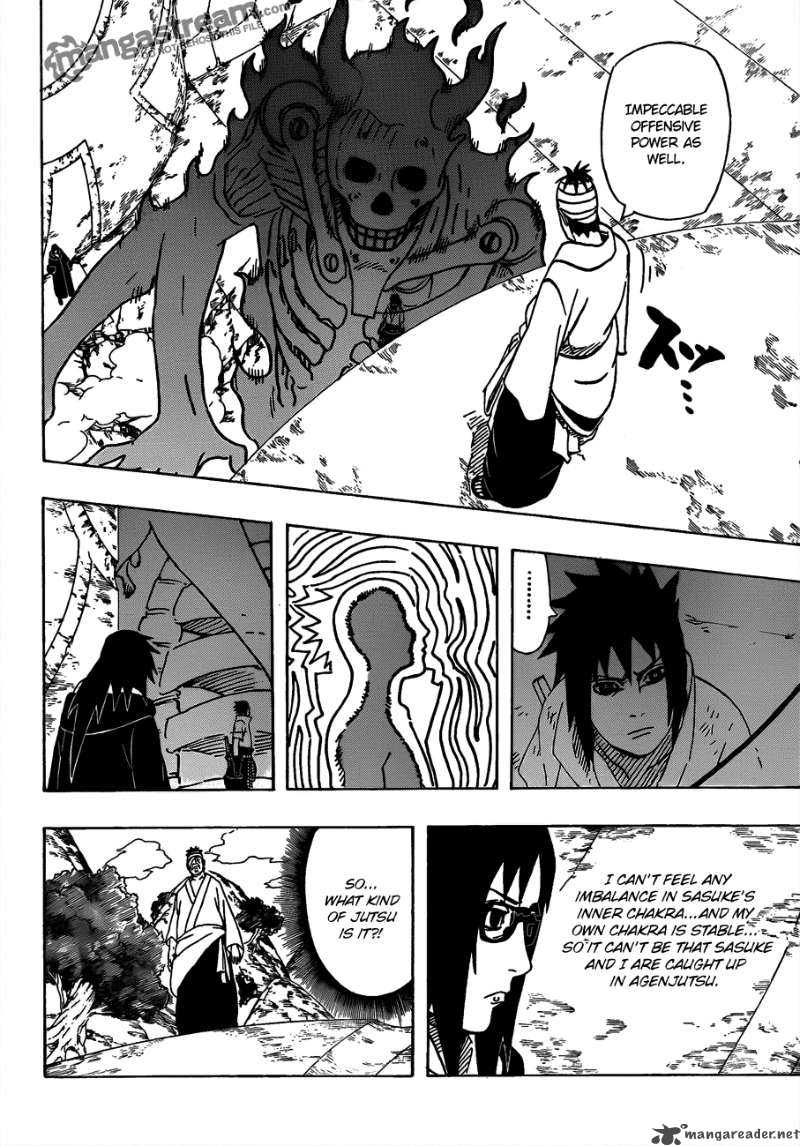 mangastream.com
DO NOT REHOST THIS FILE.
IMPECCABLE
OFFENSIVE
POWER AS
WELL.
スッ
...
.........
I CAN'T FEEL ANY
IMBALANCE IN SASUKE'S
INNER CHAKRA...AND MY
OWN CHAKRA IS STABLE...
SO IT CAN'T BE THAT SASUKE
AND I ARE CAUGHT UP
IN AGENJUTSU.
SO...
WHAT KIND
OF JUTSU
IS IT?!
mangareader.net